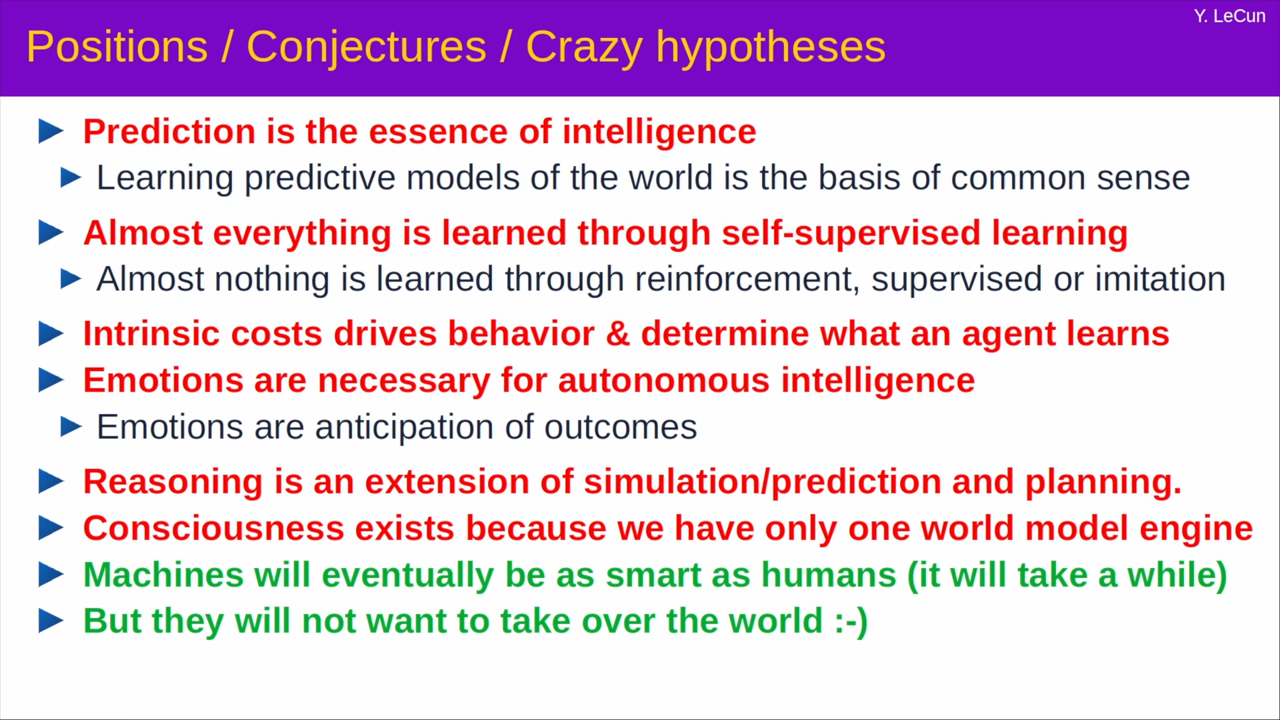 Y. LeCun
Positions / Conjectures / Crazy hypotheses
Prediction is the essence of intelligence
Learning predictive models of the world is the basis of common sense
Almost everything is learned through self-supervised learning
Almost nothing is learned through reinforcement, supervised or imitation
Intrinsic costs drives behavior & determine what an agent learns
Emotions are necessary for autonomous intelligence
Emotions are anticipation of outcomes
Reasoning is an extension of simulation/prediction and planning.
Consciousness exists because we have only one world model engine
Machines will eventually be as smart as humans (it will take a while)
But they will not want to take over the world :-)